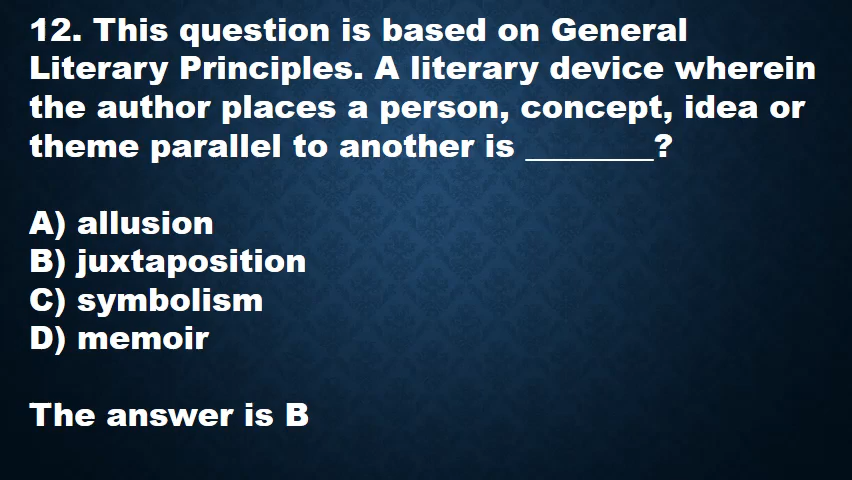 12. This question is based on General
Literary Principles. A literary device wherein
the author places a person, concept, idea or
theme parallel to another is ________?
A) allusion
B) juxtaposition
C) symbolism
D) memoir
The answer is B